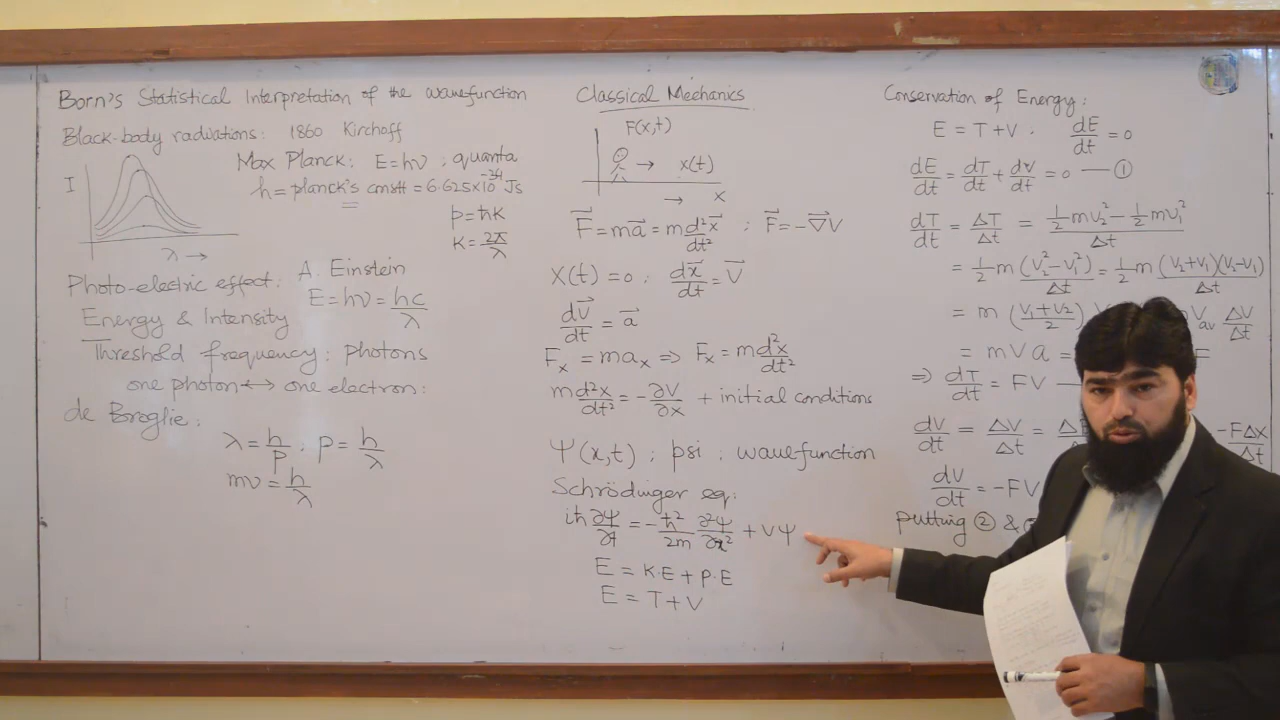 Born's Statistical Interpretation of the wavefunction
Black-body radiations: 1860 Kirchoff
I
λ →
Max Planck: E=hν ; quanta
h = planck's constt = 6.625×10⁻³⁴ Js
p=ħK
K = 2π/λ
Photo-electric effect: A. Einstein
E = hν = hc/λ
Energy & Intensity
Threshold frequency: photons
one photon ↔ one electron:
de Broglie:
λ = h/p ; p = h/λ
mv = h/λ
Classical Mechanics
F(x,t)
→ x(t)
→ x
F⃗ = ma⃗ = m d²x⃗/dt² ; F⃗ = -∇⃗V
X(t) = 0 ; dx⃗/dt = V⃗
dV⃗/dt = a⃗
Fₓ = maₓ ⇒ Fₓ = m d²x/dt²
m d²x/dt² = -∂V/∂x + initial conditions
Ψ(x,t) ; psi ; wavefunction
Schrödinger eq:
iħ ∂Ψ/∂t = -ħ²/2m ∂²Ψ/∂x² + VΨ
E = K.E + P.E
E = T + V
Conservation of Energy:
E = T+V ; dE/dt = 0
dE/dt = dT/dt + dV/dt = 0 — ①
dT/dt = ΔT/Δt = (½mv₂² - ½mv₁²)/Δt
= ½m (v₂² - v₁²)/Δt = ½m (v₂+v₁)(v₂-v₁)/Δt
= m (v₁+v₂)/2 V av ΔV/Δt
= m V a = F
⇒ dT/dt = FV —
dV/dt = ΔV/Δt = -FΔx/Δt
dV/dt = -FV
putting ② &